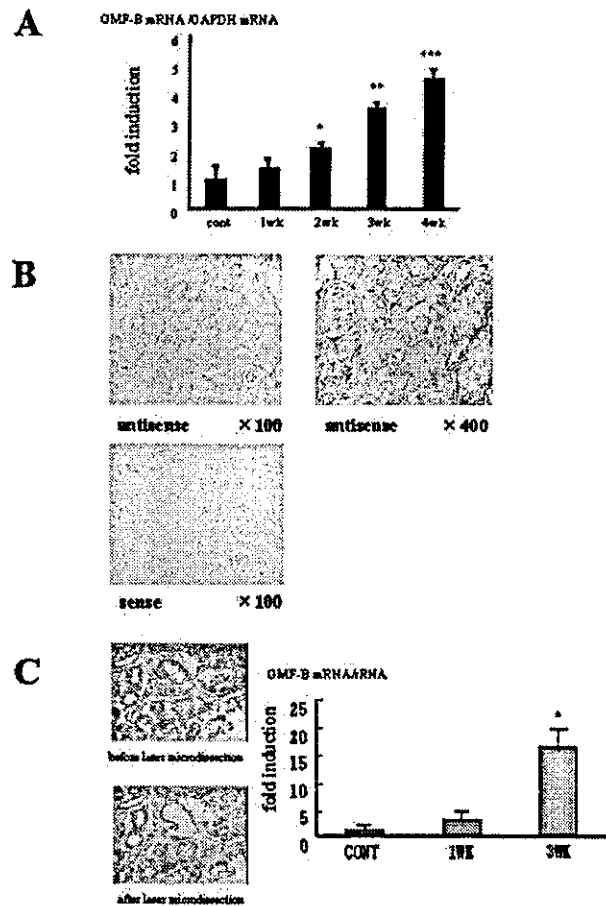 A
GMF-B mRNA /GAPDH mRNA
fold induction
6
5
4
3
2
1
0
*
**
***
cont 1wk 2wk 3wk 4wk
B
antisense ×100
antisense ×400
sense ×100
C
before laser microdissection
after laser microdissection
GMF-B mRNA/rRNA
fold induction
25
20
15
10
5
0
*
CONT 1WK 3WK